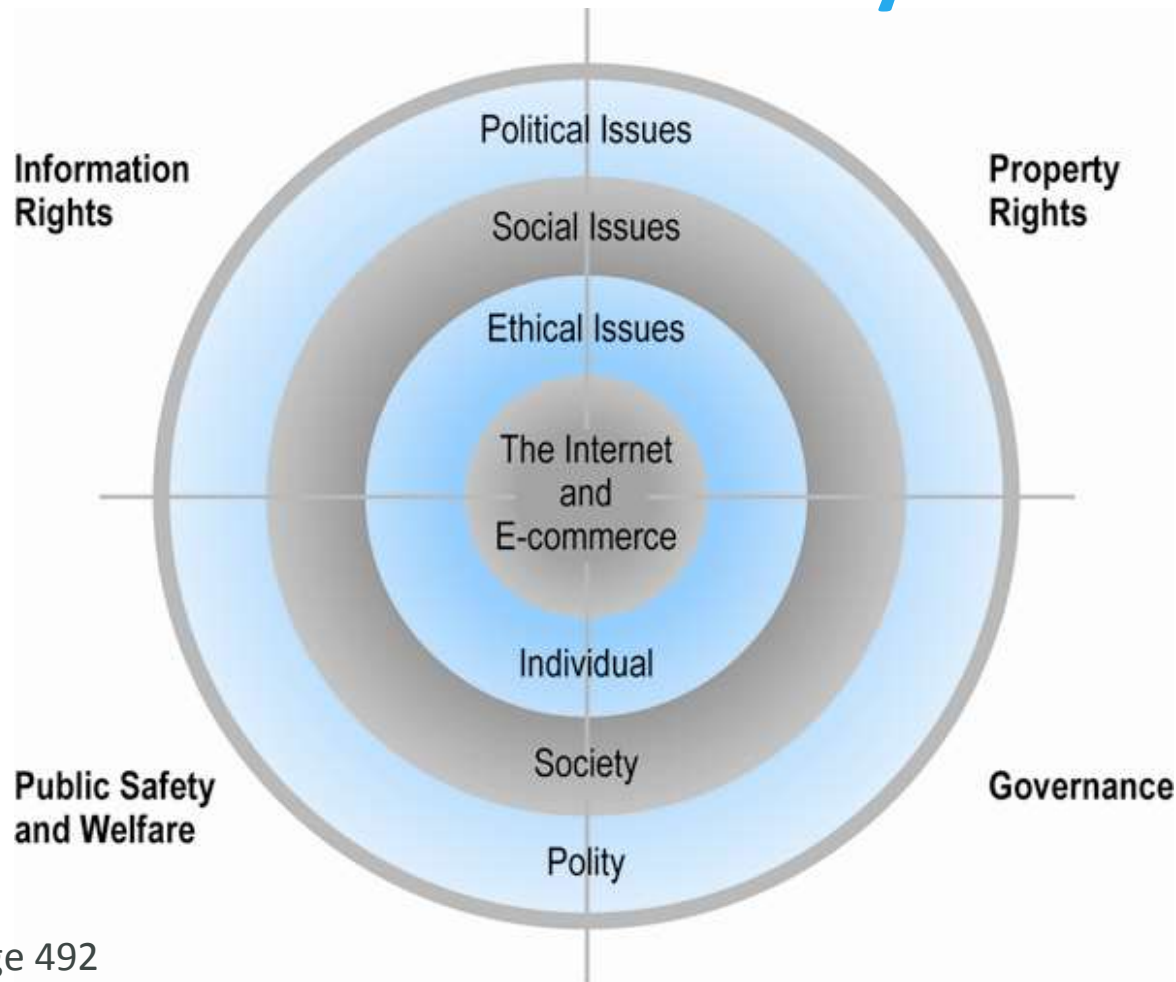 Political Issues
Information
Rights
Property
Rights
Social Issues
Ethical Issues
The Internet
and
E-commerce
Individual
Society
Public Safety
and Welfare
Governance
Polity
492